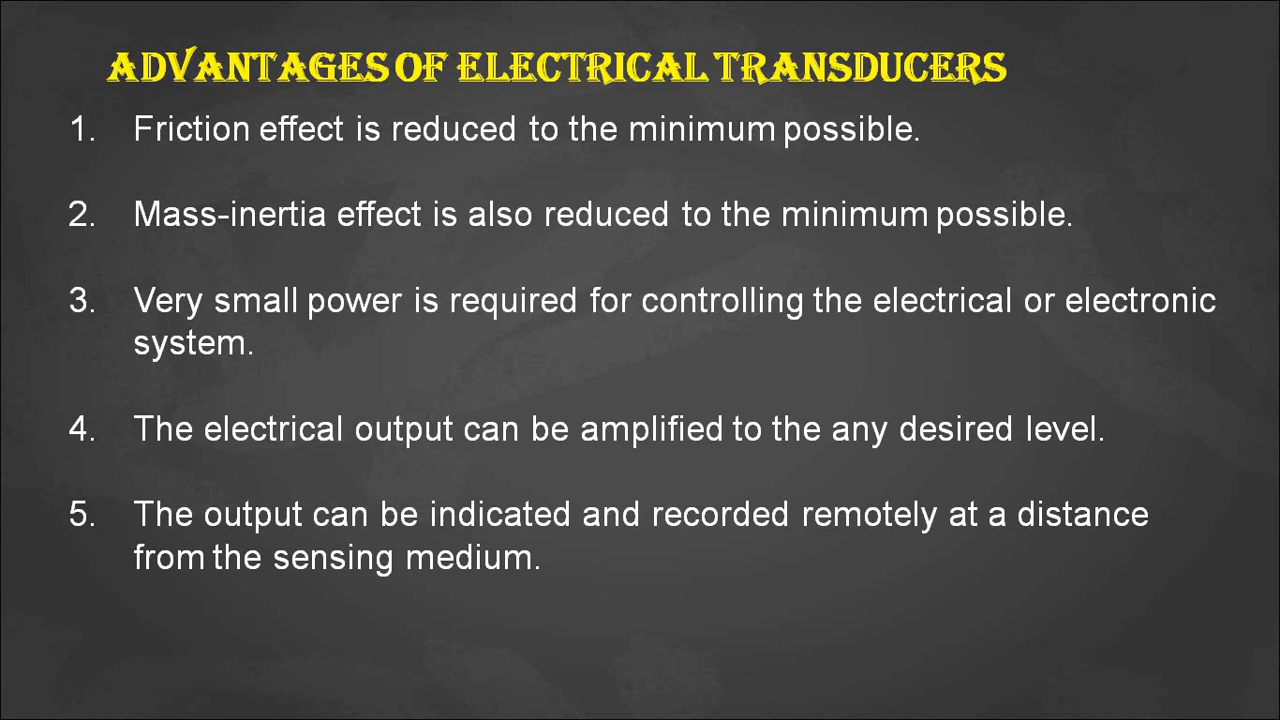 ADVANTAGES OF ELECTRICAL TRANSDUCERS
1. Friction effect is reduced to the minimum possible.
2. Mass-inertia effect is also reduced to the minimum possible.
3. Very small power is required for controlling the electrical or electronic
system.
4. The electrical output can be amplified to the any desired level.
5. The output can be indicated and recorded remotely at a distance
from the sensing medium.